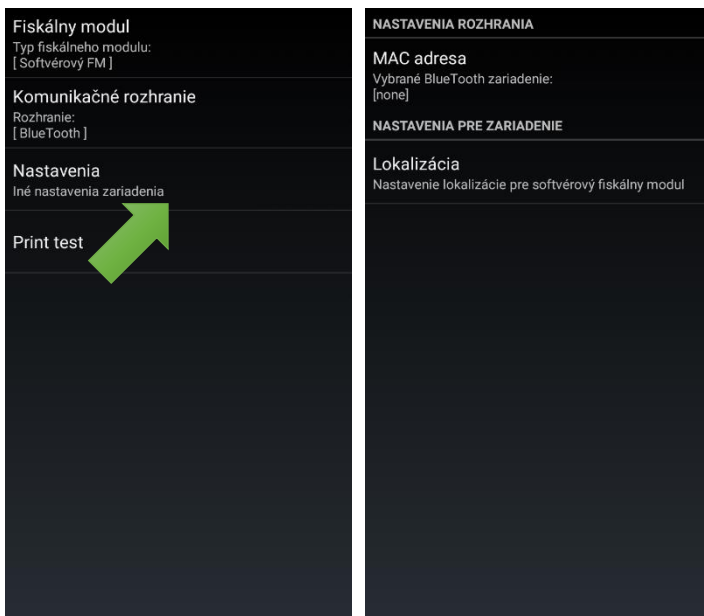 Fiskálny modul
Typ fiskálneho modulu:
[ Softvérový FM ]
Komunikačné rozhranie
Rozhranie:
[ BlueTooth ]
Nastavenia
Iné nastavenia zariadenia
Print test
NASTAVENIA ROZHRANIA
MAC adresa
Vybrané BlueTooth zariadenie:
[none]
NASTAVENIA PRE ZARIADENIE
Lokalizácia
Nastavenie lokalizácie pre softvérový fiskálny modul